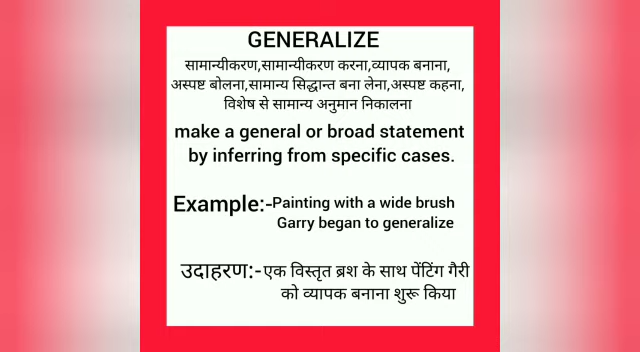 GENERALIZE
सामान्यीकरण,सामान्यीकरण करना,व्यापक बनाना,
अस्पष्ट बोलना,सामान्य सिद्धान्त बना लेना,अस्पष्ट कहना,
विशेष से सामान्य अनुमान निकालना
make a general or broad statement
by inferring from specific cases.
Example:-Painting with a wide brush
Garry began to generalize
उदाहरण:-एक विस्तृत ब्रश के साथ पेंटिंग गैरी
को व्यापक बनाना शुरू किया